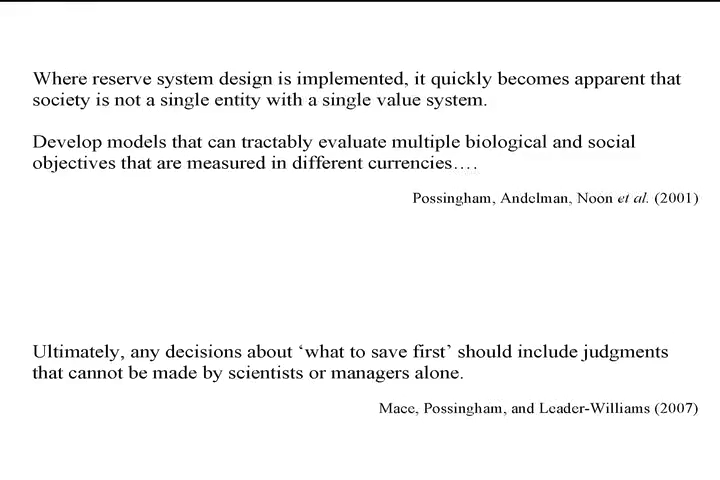 Where reserve system design is implemented, it quickly becomes apparent that
society is not a single entity with a single value system.
Develop models that can tractably evaluate multiple biological and social
objectives that are measured in different currencies….
Possingham, Andelman, Noon et al. (2001)
Ultimately, any decisions about ‘what to save first’ should include judgments
that cannot be made by scientists or managers alone.
Mace, Possingham, and Leader-Williams (2007)